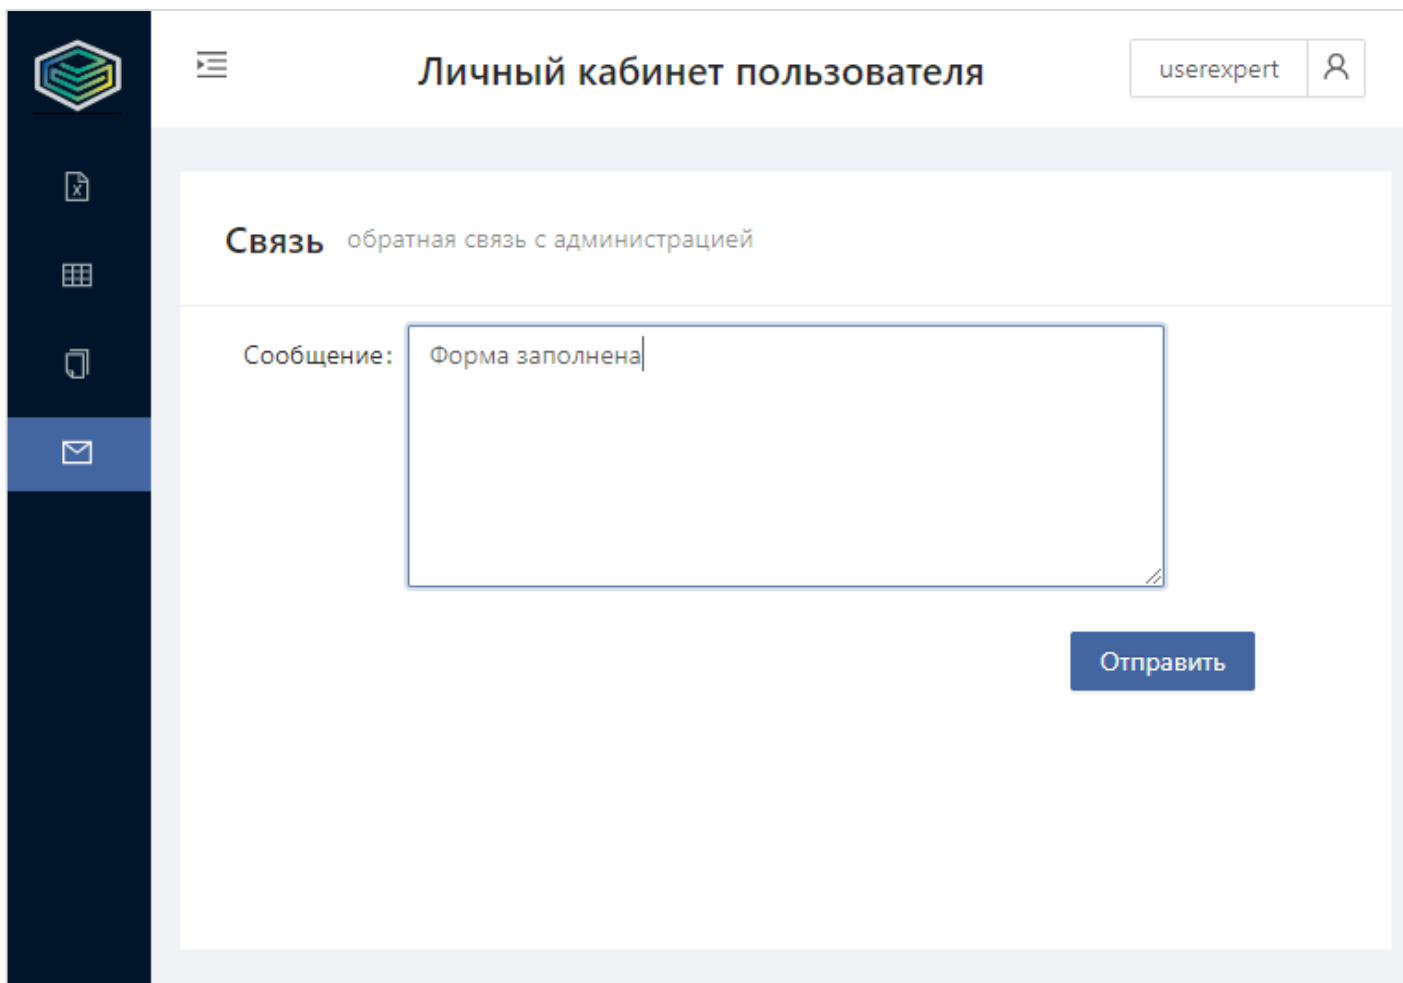 Личный кабинет пользователя
userexpert
Связь обратная связь с администрацией
Сообщение: Форма заполнена
Отправить